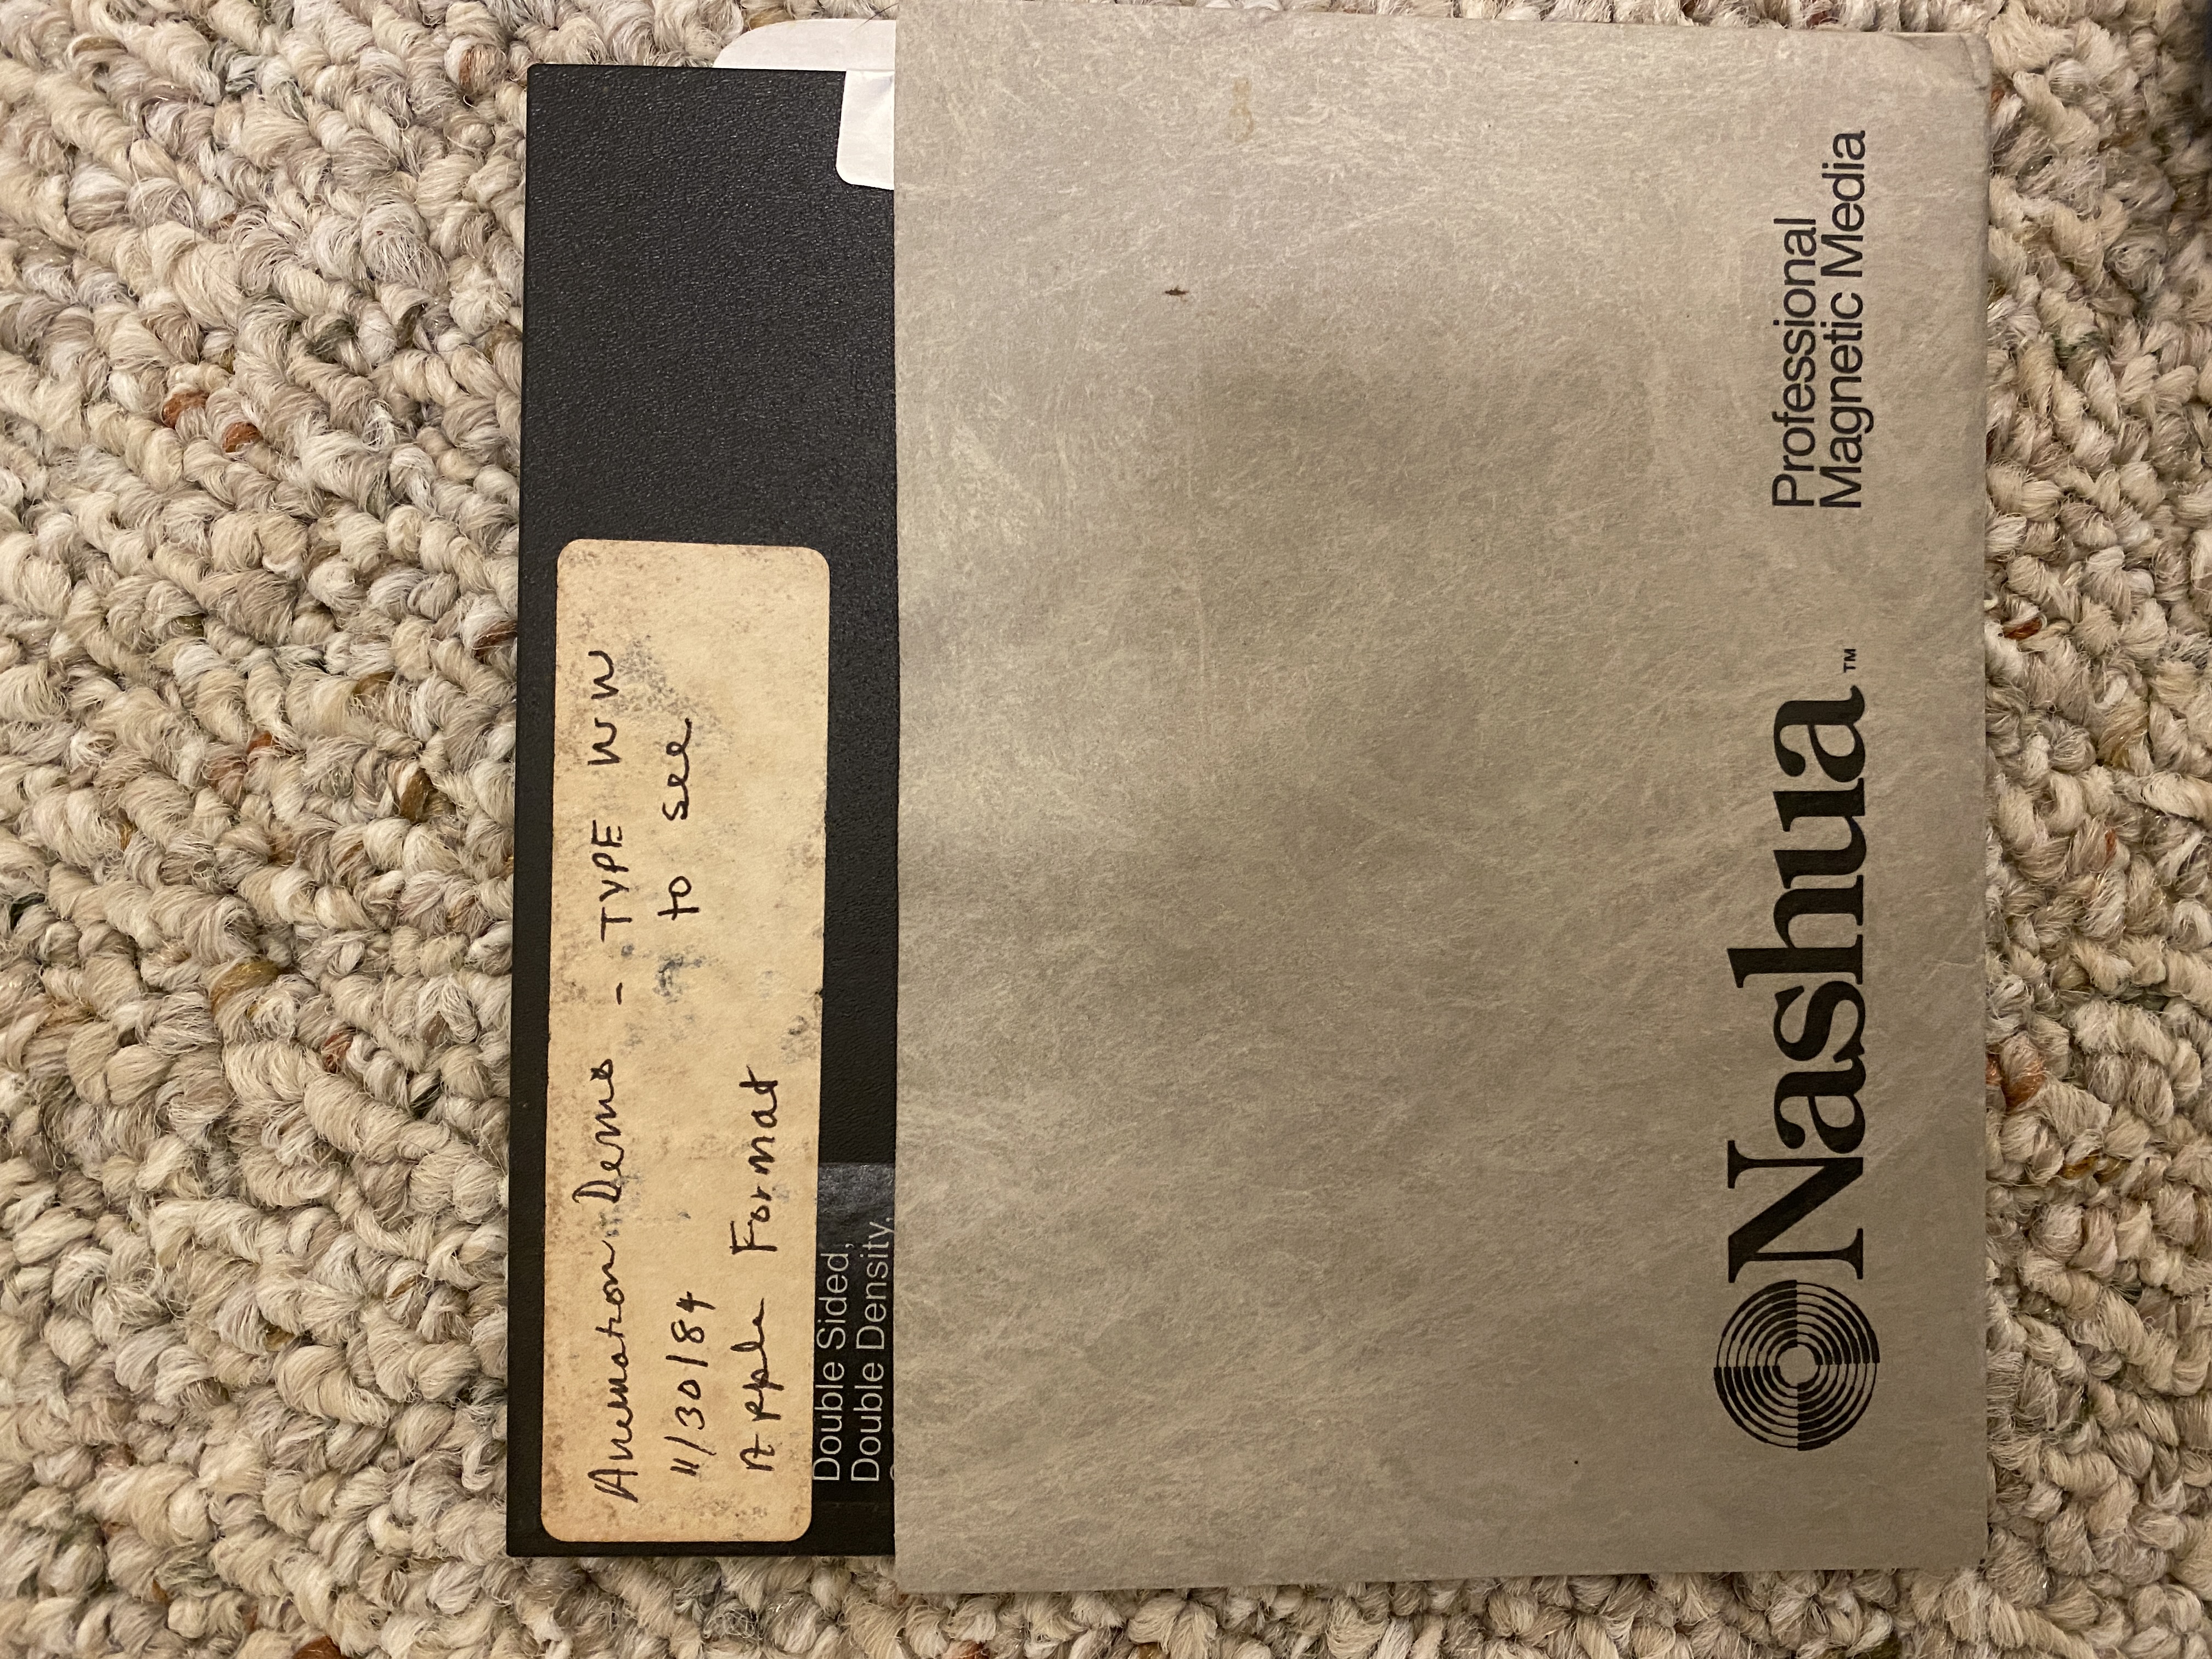 Animation Demo - TYPE WW
11/30/84 to see
Apple Format
Double Sided,
Double Density,
Nashua™
Professional
Magnetic Media